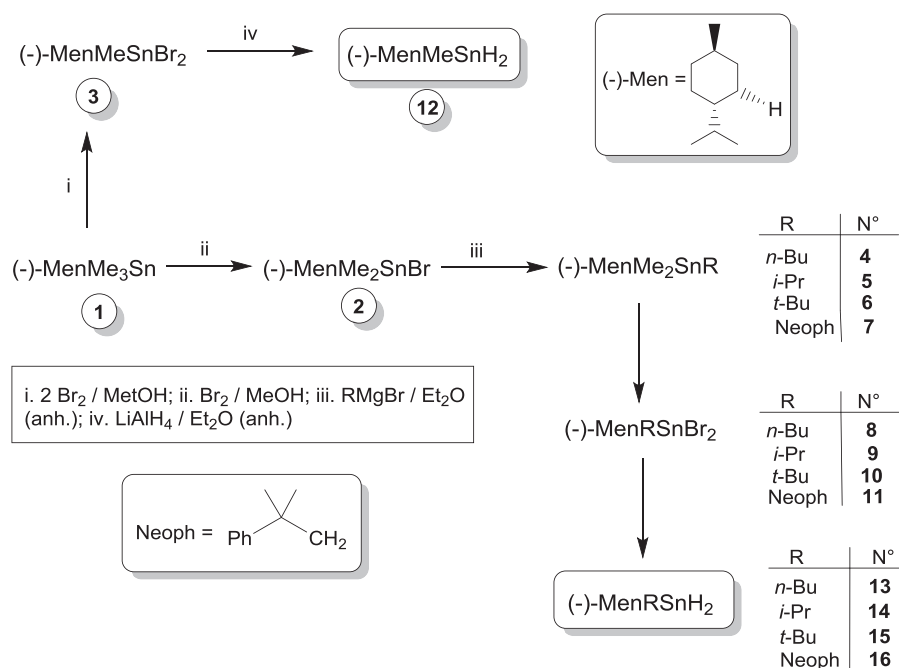 (-)-MenMeSnBr2
iv
(-)-MenMeSnH2
3
12
(-)-Men =
H
i
(-)-MenMe3Sn
ii
(-)-MenMe2SnBr
iii
(-)-MenMe2SnR
1
2
R N°
n-Bu 4
i-Pr 5
t-Bu 6
Neoph 7
i. 2 Br2 / MetOH; ii. Br2 / MeOH; iii. RMgBr / Et2O
(anh.); iv. LiAlH4 / Et2O (anh.)
(-)-MenRSnBr2
R N°
n-Bu 8
i-Pr 9
t-Bu 10
Neoph 11
Neoph =
Ph
CH2
(-)-MenRSnH2
R N°
n-Bu 13
i-Pr 14
t-Bu 15
Neoph 16